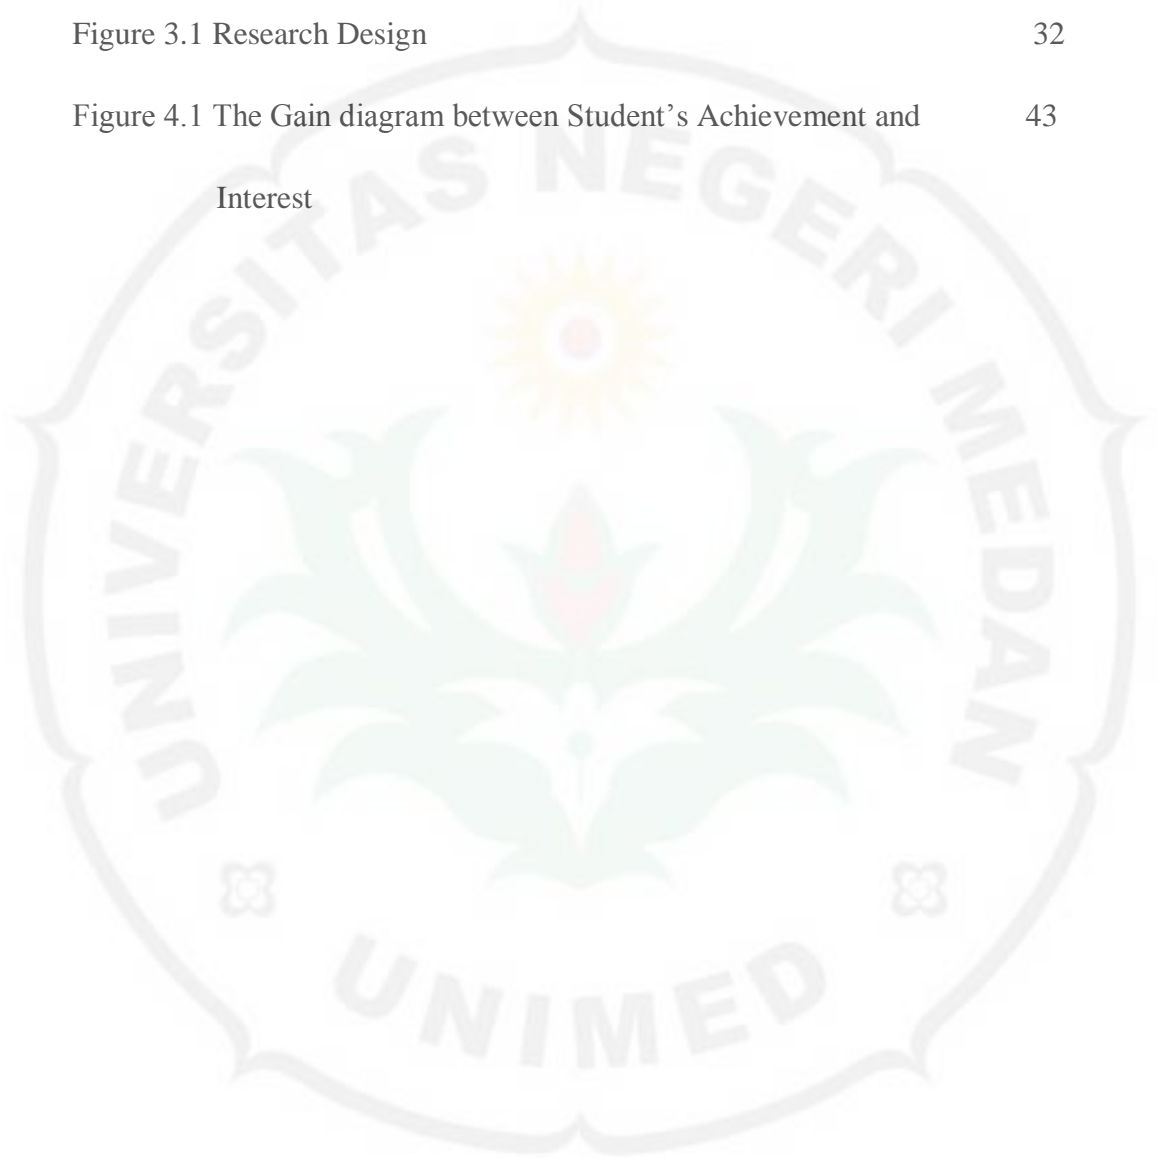 Figure 3.1 Research Design 32
Figure 4.1 The Gain diagram between Student’s Achievement and 43
Interest
UNIVERSITAS NEGERI MEDAN
UNIMED